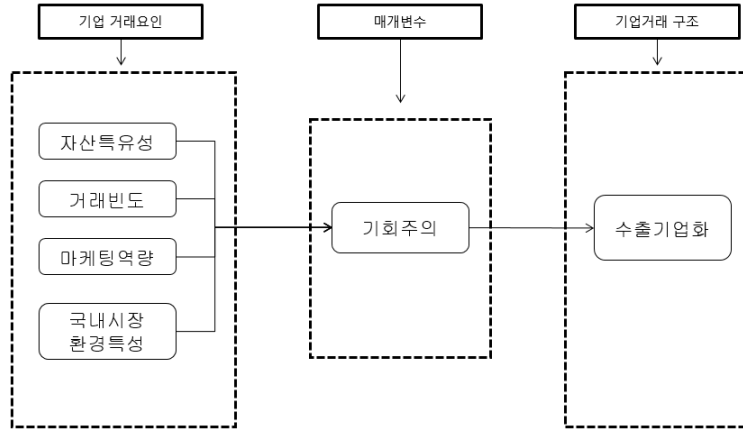 기업 거래요인
매개변수
기업거래 구조
자산특유성
거래빈도
마케팅역량
국내시장
환경특성
기회주의
수출기업화